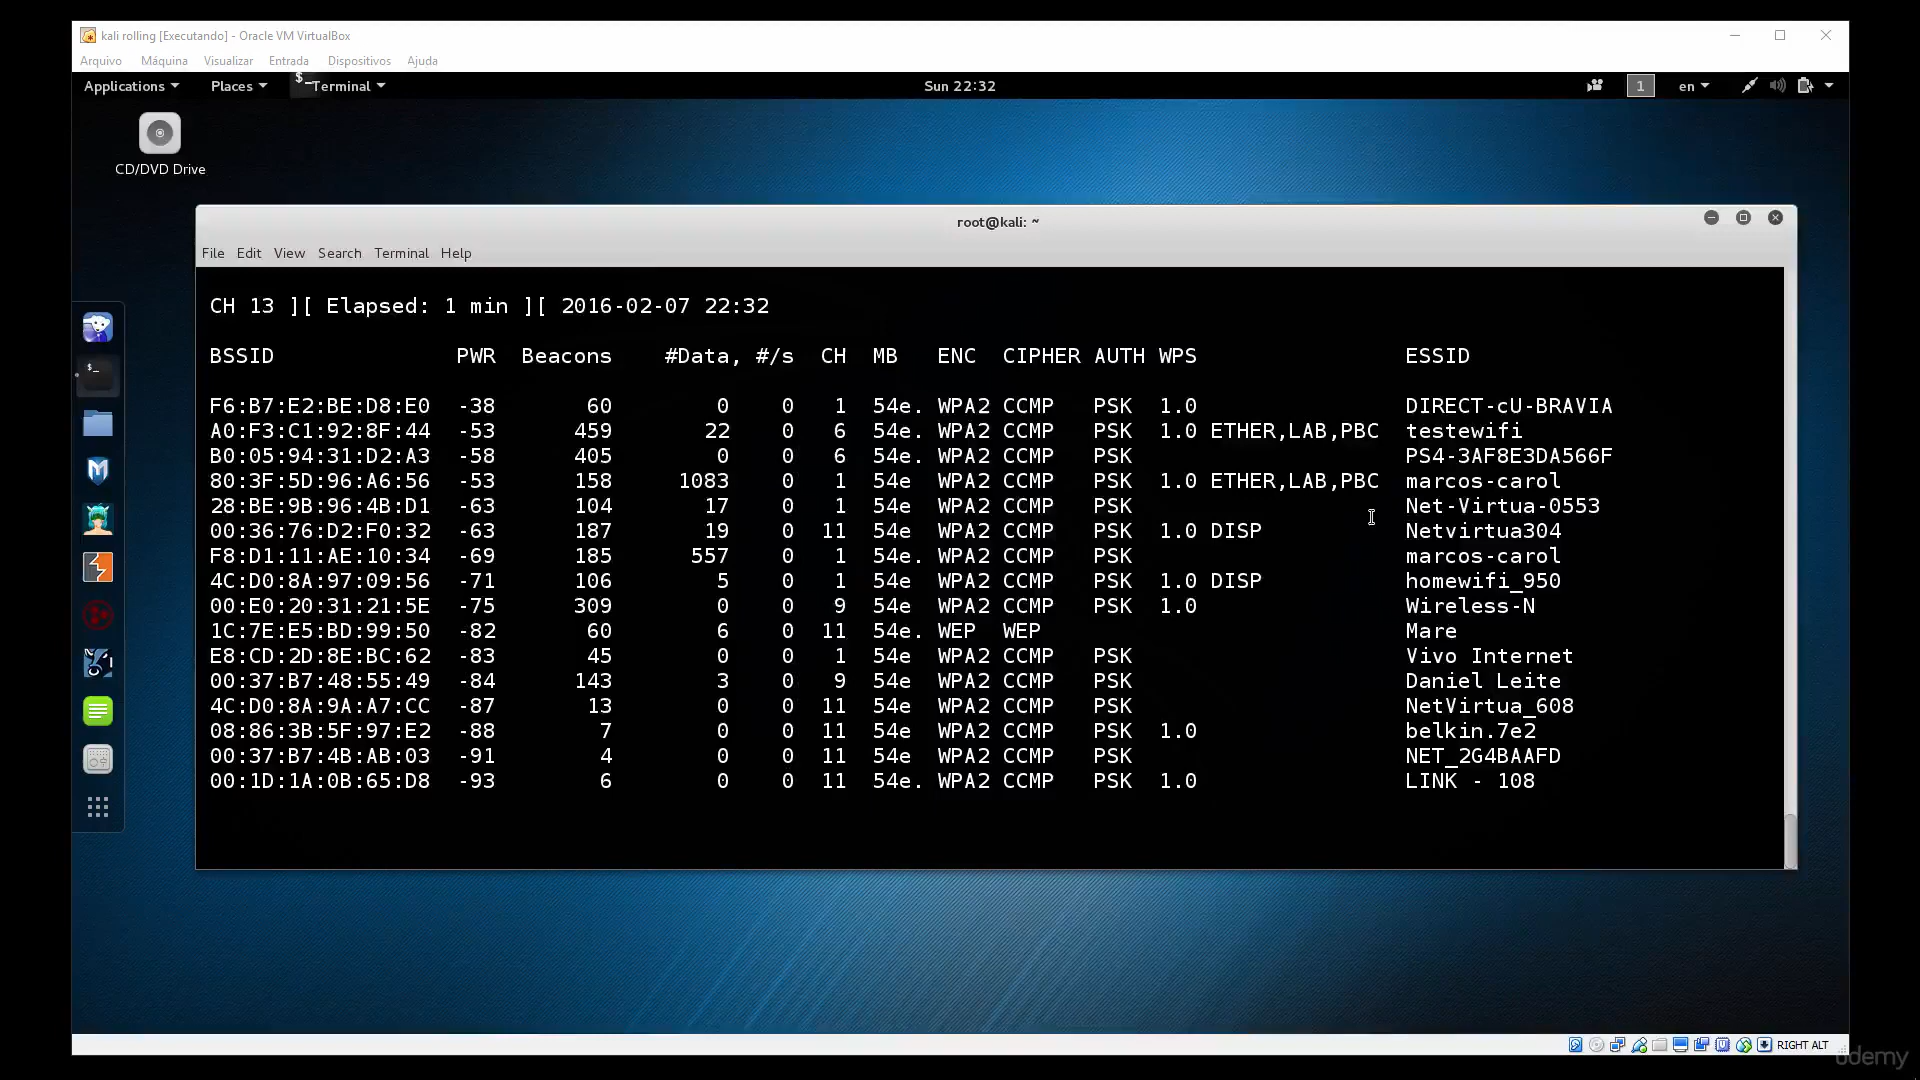 kali rolling [Executando] - Oracle VM VirtualBox
Arquivo Máquina Visualizar Entrada Dispositivos Ajuda
Applications Places Terminal Sun 22:32 1 en
CD/DVD Drive
root@kali: ~
File Edit View Search Terminal Help
CH 13 ][ Elapsed: 1 min ][ 2016-02-07 22:32
BSSID PWR Beacons #Data, #/s CH MB ENC CIPHER AUTH WPS ESSID
F6:B7:E2:BE:D8:E0 -38 60 0 0 1 54e. WPA2 CCMP PSK 1.0 DIRECT-cU-BRAVIA
A0:F3:C1:92:8F:44 -53 459 22 0 6 54e. WPA2 CCMP PSK 1.0 ETHER,LAB,PBC testewifi
B0:05:94:31:D2:A3 -58 405 0 0 6 54e. WPA2 CCMP PSK PS4-3AF8E3DA566F
80:3F:5D:96:A6:56 -53 158 1083 0 1 54e. WPA2 CCMP PSK 1.0 ETHER,LAB,PBC marcos-carol
28:BE:9B:96:4B:D1 -63 104 17 0 1 54e. WPA2 CCMP PSK Net-Virtua-0553
00:36:76:D2:F0:32 -63 187 19 0 11 54e WPA2 CCMP PSK 1.0 DISP Netvirtua304
F8:D1:11:AE:10:34 -69 185 557 0 1 54e. WPA2 CCMP PSK marcos-carol
4C:D0:8A:97:09:56 -71 106 5 0 1 54e WPA2 CCMP PSK 1.0 DISP homewifi_950
00:E0:20:31:21:5E -75 309 0 0 9 54e WPA2 CCMP PSK 1.0 Wireless-N
1C:7E:E5:BD:99:50 -82 60 6 0 11 54e. WEP WEP Mare
E8:CD:2D:8E:BC:62 -83 45 0 0 1 54e WPA2 CCMP PSK Vivo Internet
00:37:B7:48:55:49 -84 143 3 0 9 54e WPA2 CCMP PSK Daniel Leite
4C:D0:8A:9A:A7:CC -87 13 0 0 11 54e WPA2 CCMP PSK NetVirtua_608
08:86:3B:5F:97:E2 -88 7 0 0 11 54e WPA2 CCMP PSK 1.0 belkin.7e2
00:37:B7:4B:AB:03 -91 4 0 0 11 54e WPA2 CCMP PSK NET_2G4BAAFD
00:1D:1A:0B:65:D8 -93 6 0 0 11 54e. WPA2 CCMP PSK 1.0 LINK - 108
RIGHT ALT
udemy